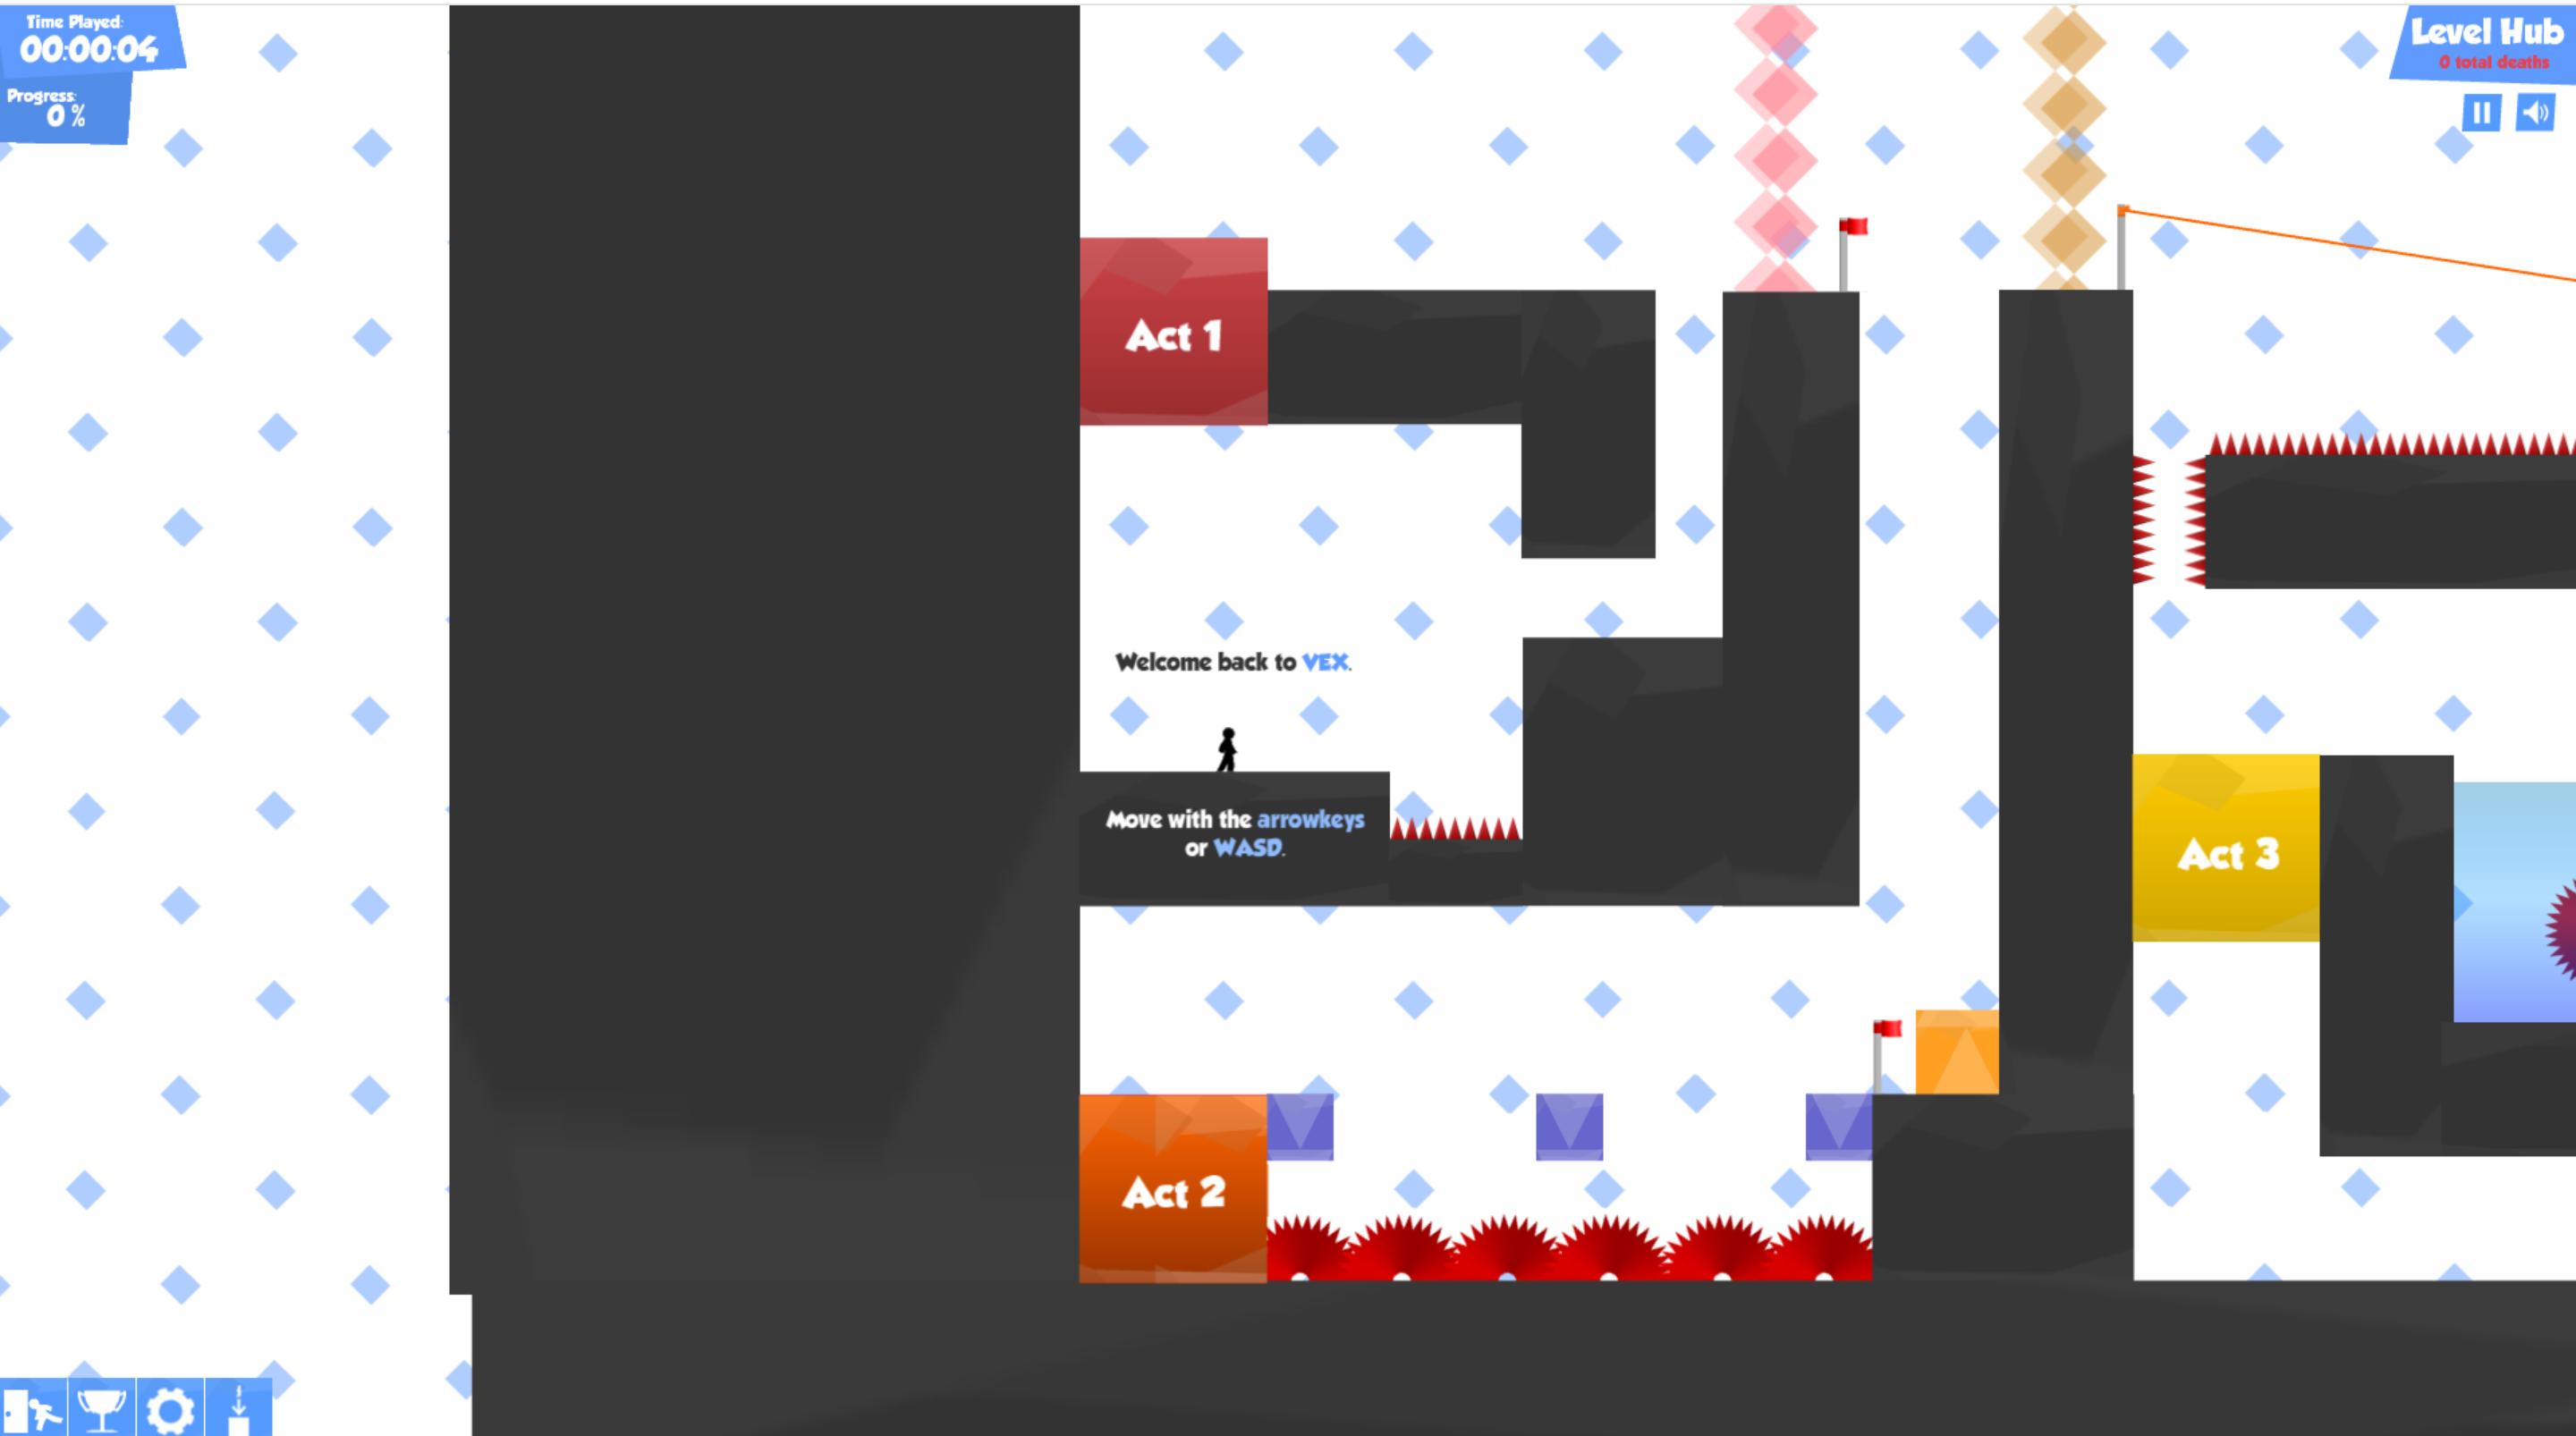 Time Played:
00:00:04
Progress:
0 %
Level Hub
0 total deaths
Act 1
Welcome back to VEX.
Move with the arrowkeys
or WASD.
Act 3
Act 2